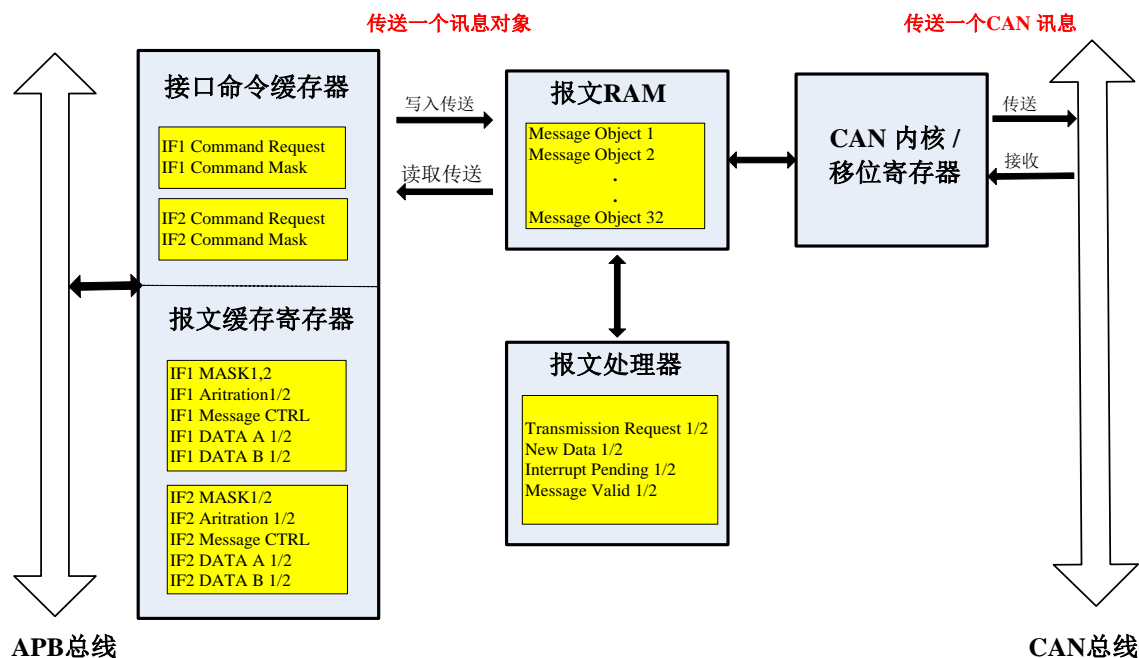 传送一个讯息对象
传送一个CAN 讯息
接口命令缓存器
IF1 Command Request
IF1 Command Mask
IF2 Command Request
IF2 Command Mask
报文缓存寄存器
IF1 MASK1,2
IF1 Aritration1/2
IF1 Message CTRL
IF1 DATA A 1/2
IF1 DATA B 1/2
IF2 MASK1/2
IF2 Aritration 1/2
IF2 Message CTRL
IF2 DATA A 1/2
IF2 DATA B 1/2
写入传送
读取传送
报文RAM
Message Object 1
Message Object 2
.
.
Message Object 32
报文处理器
Transmission Request 1/2
New Data 1/2
Interrupt Pending 1/2
Message Valid 1/2
CAN 内核 /
移位寄存器
传送
接收
APB总线
CAN总线